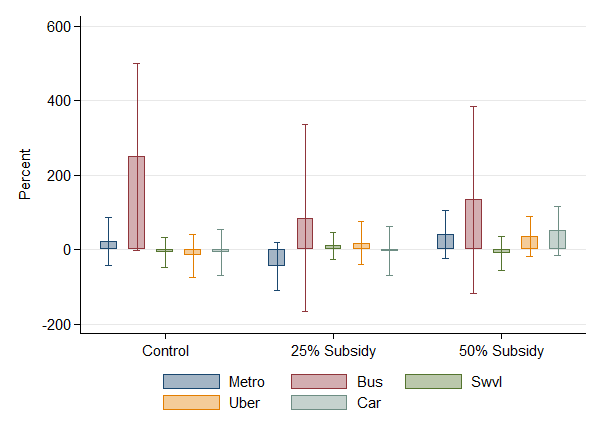 600
400
200
0
-200
Percent
Control 25% Subsidy 50% Subsidy
Metro Bus Swvl
Uber Car